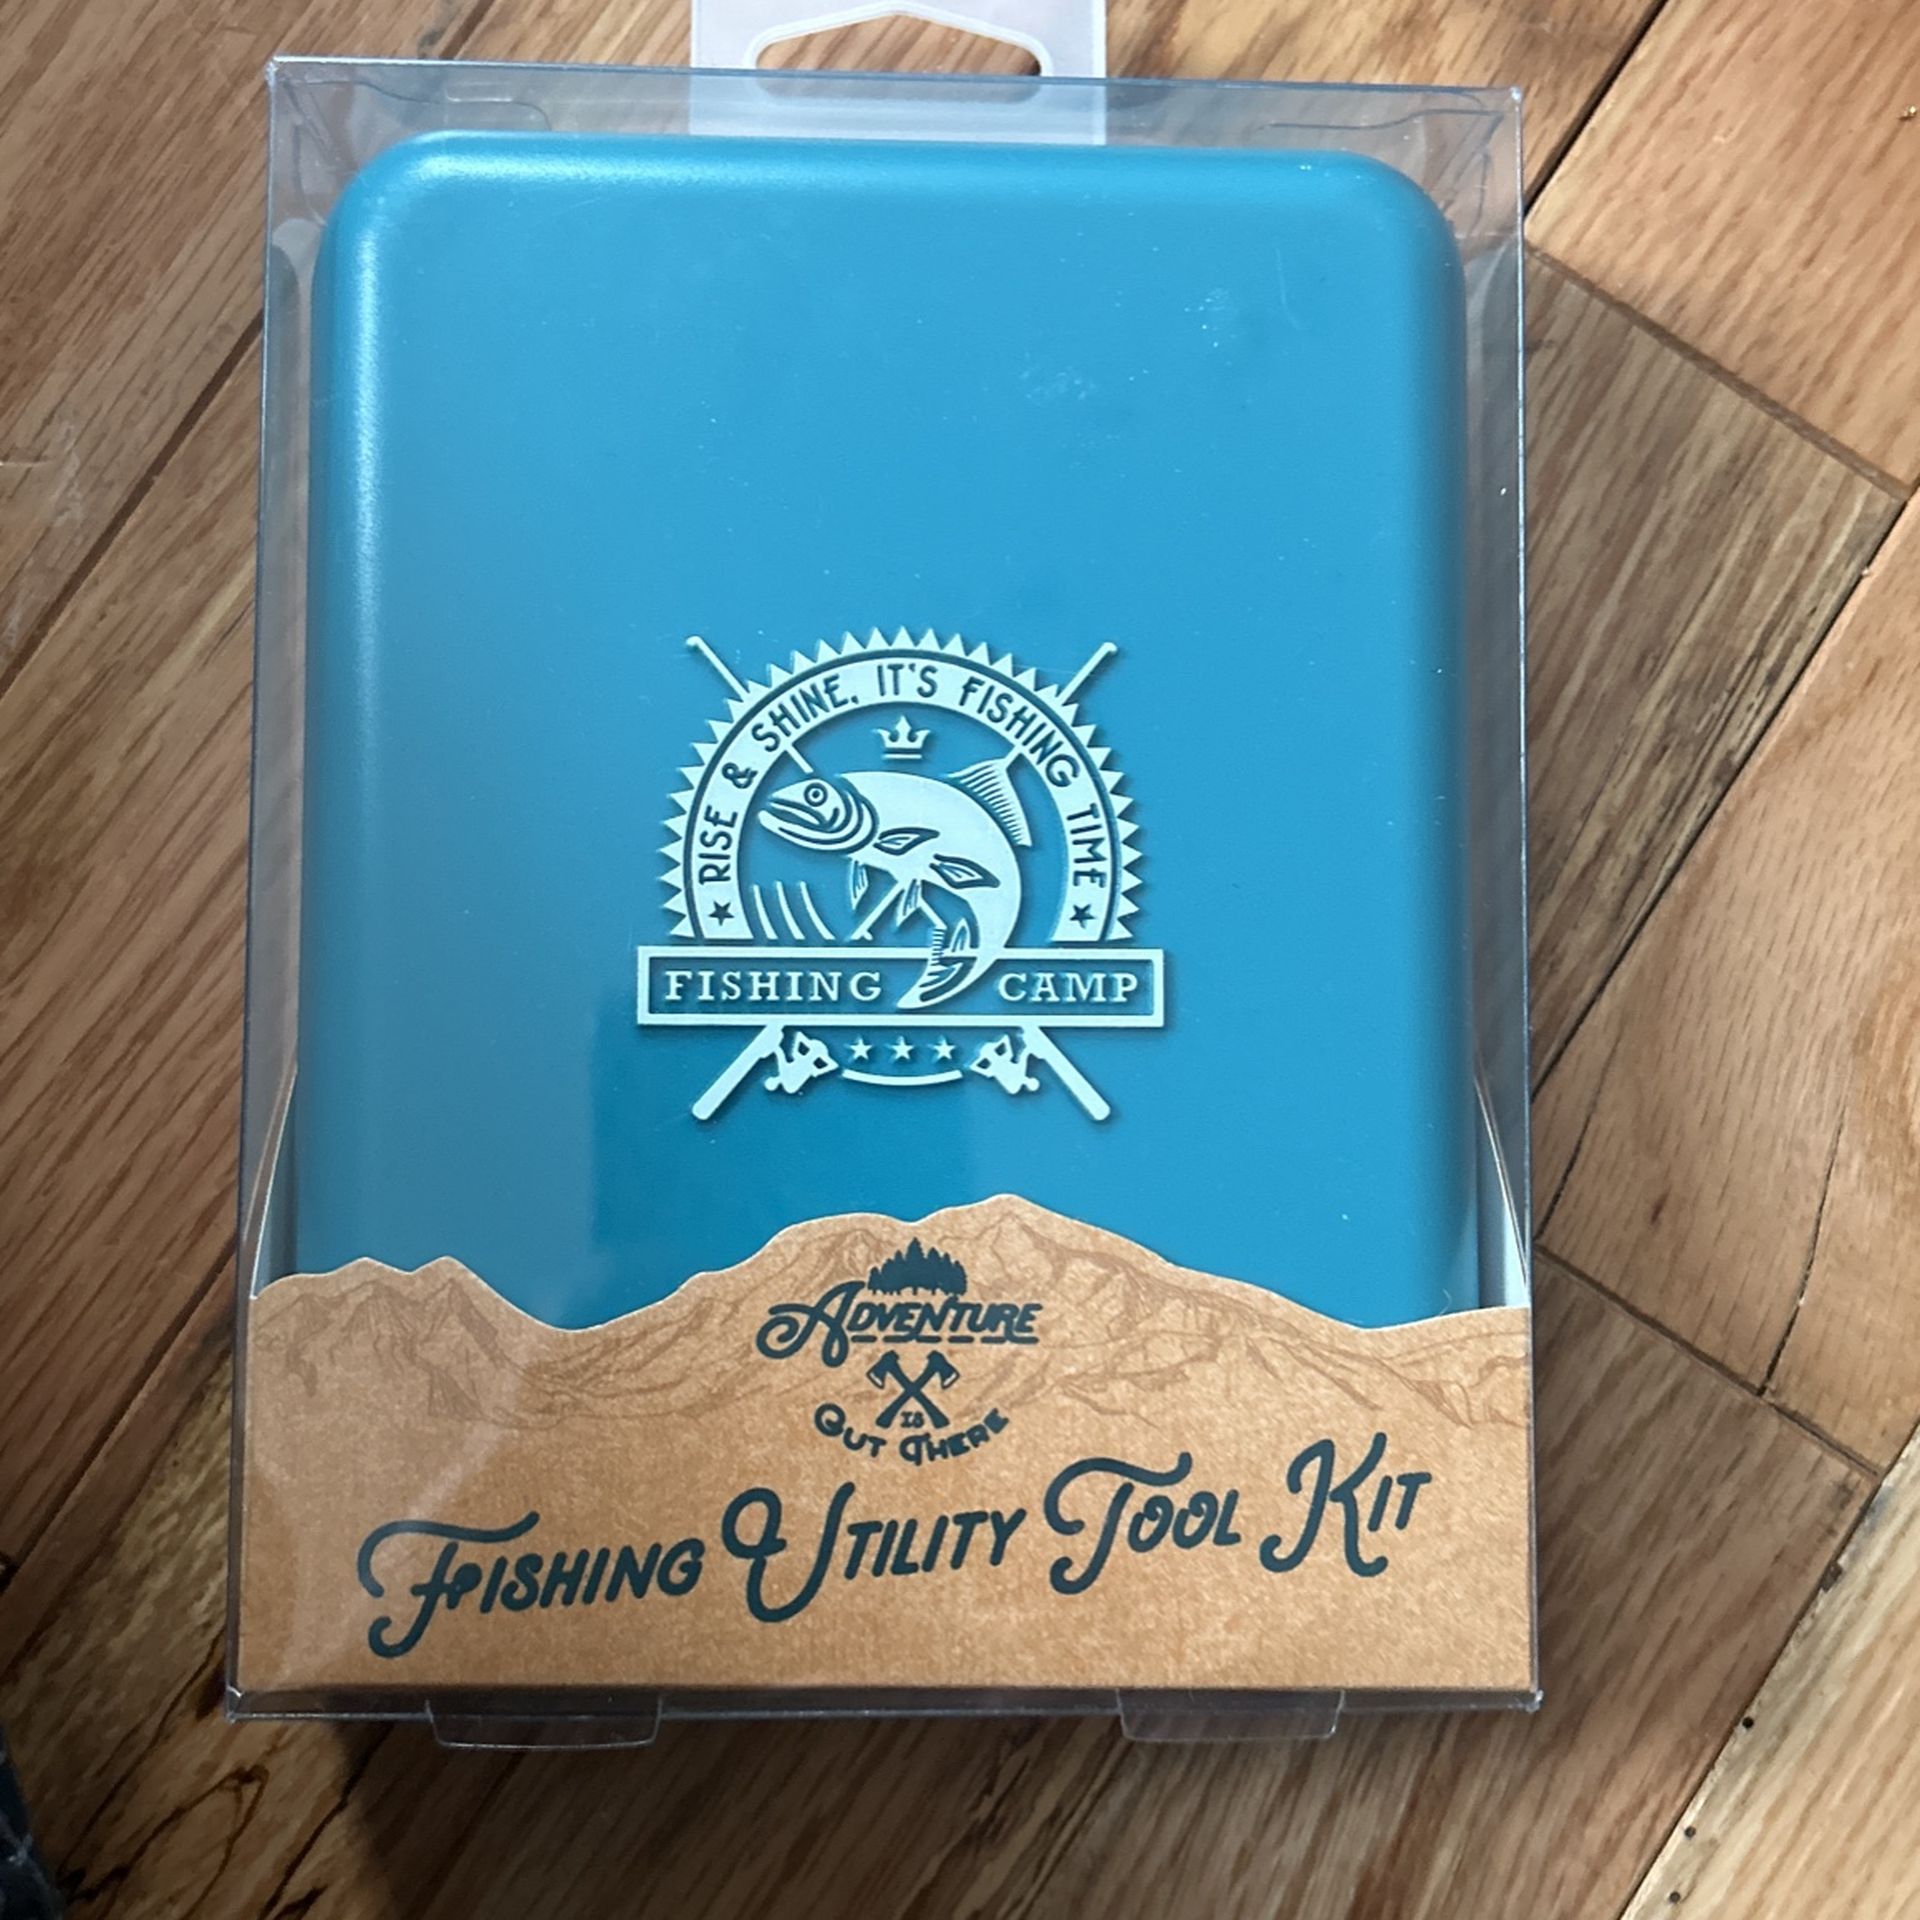 RISE & SHINE, IT'S FISHING TIME
FISHING CAMP
ADVENTURE
IS
OUT THERE
FISHING UTILITY TOOL KIT